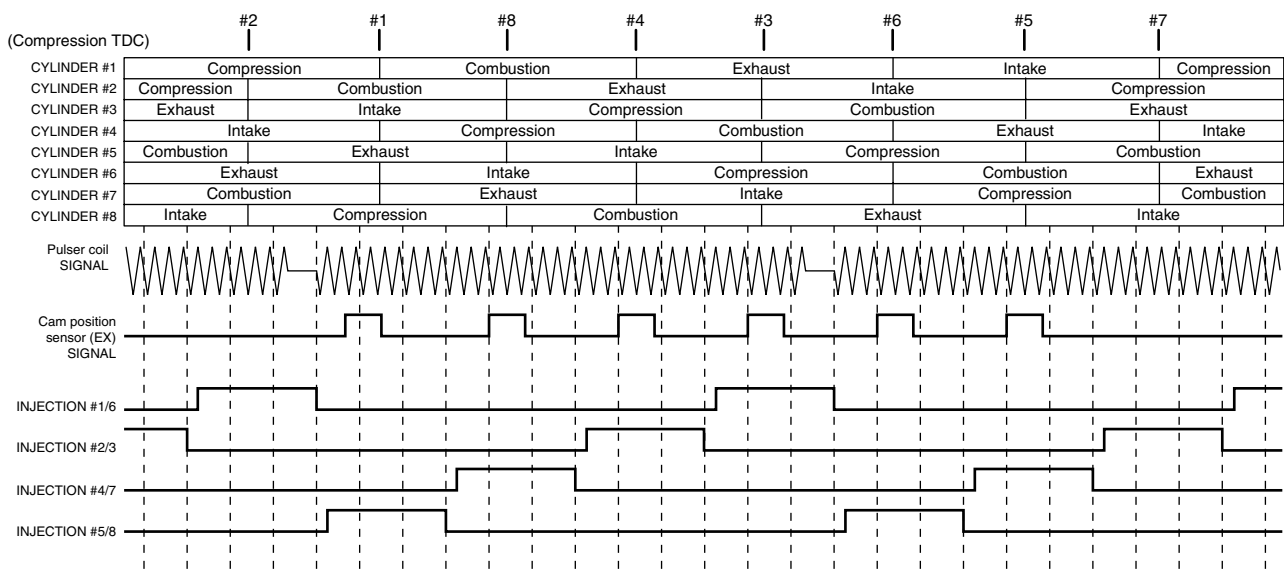 #2 #1 #8 #4 #3 #6 #5 #7
(Compression TDC)
CYLINDER #1 Compression Combustion Exhaust Intake Compression
CYLINDER #2 Compression Combustion Exhaust Intake Compression
CYLINDER #3 Exhaust Intake Compression Combustion Exhaust
CYLINDER #4 Intake Compression Combustion Exhaust Intake
CYLINDER #5 Combustion Exhaust Intake Compression Combustion
CYLINDER #6 Exhaust Intake Compression Combustion Exhaust
CYLINDER #7 Combustion Exhaust Intake Compression Combustion
CYLINDER #8 Intake Compression Combustion Exhaust Intake
Pulser coil
SIGNAL
Cam position
sensor (EX)
SIGNAL
INJECTION #1/6
INJECTION #2/3
INJECTION #4/7
INJECTION #5/8